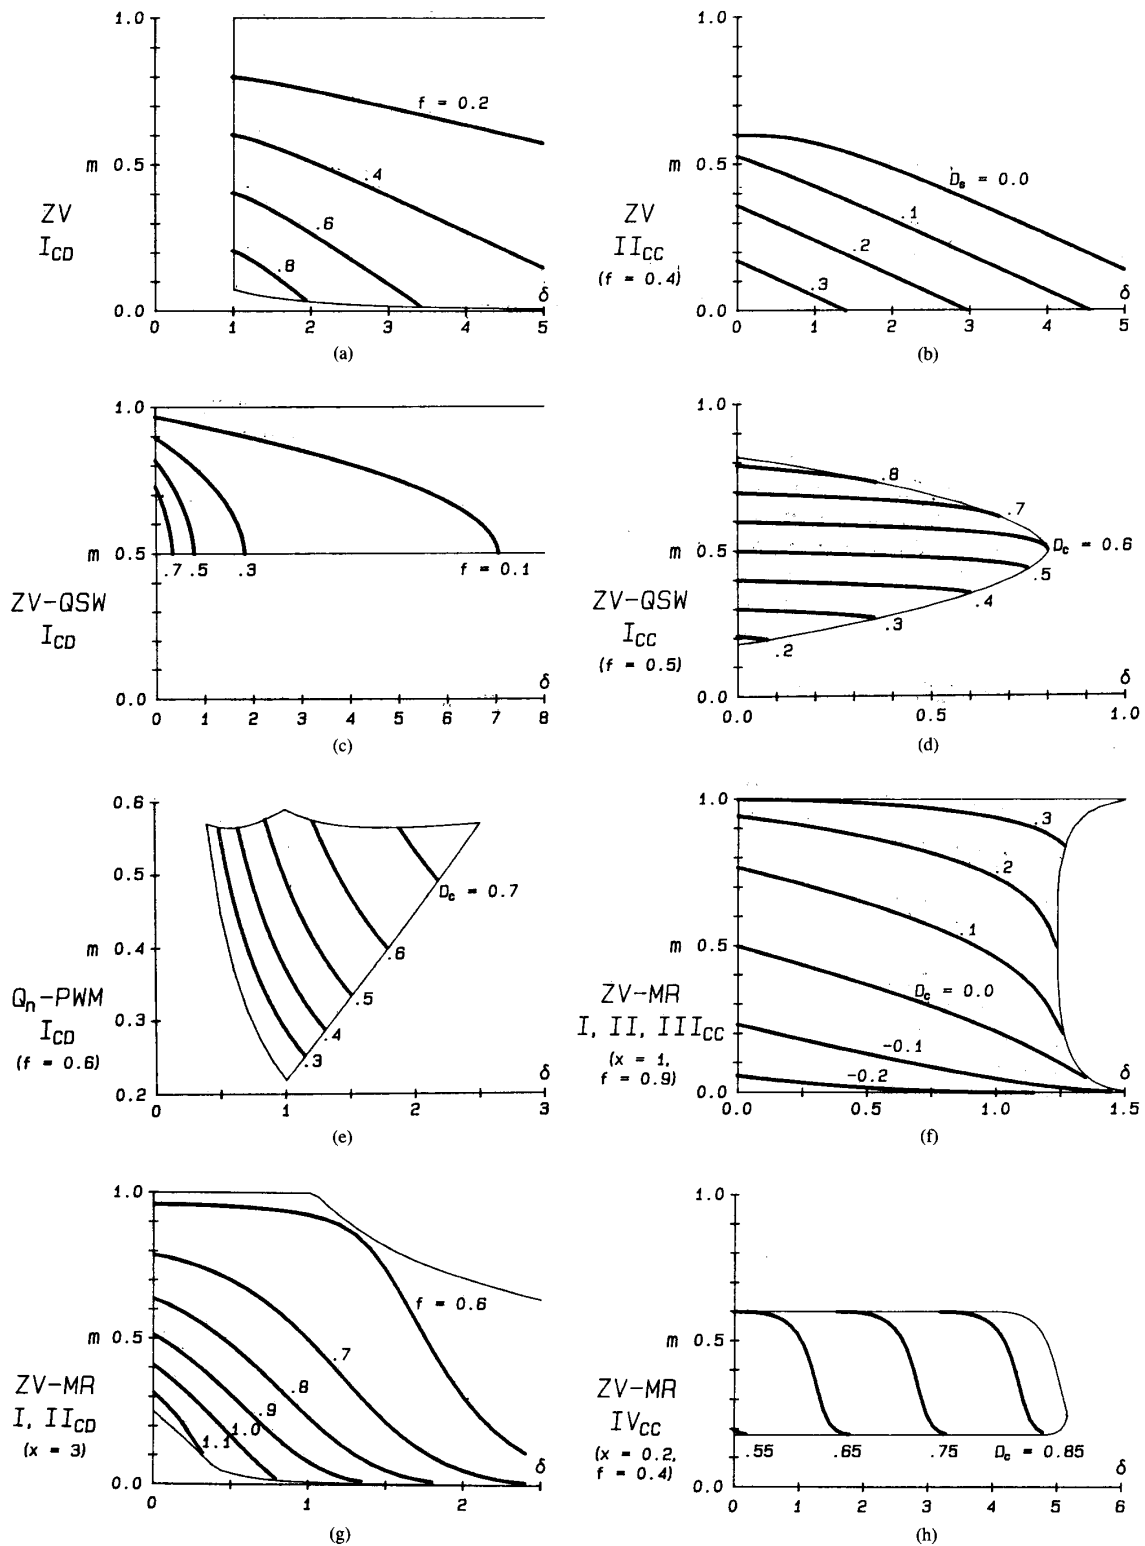 1.0
m 0.5
0.0
ZV
I_CD
f = 0.2
.4
.6
.8
δ
0 1 2 3 4 5
(a)
1.0
m 0.5
0.0
ZV
II_CC
(f = 0.4)
D_s = 0.0
.1
.2
.3
δ
0 1 2 3 4 5
(b)
1.0
m 0.5
0.0
ZV-QSW
I_CD
.7 .5 .3 f = 0.1
δ
0 1 2 3 4 5 6 7 8
(c)
1.0
m 0.5
0.0
ZV-QSW
I_CC
(f = 0.5)
.8
.7
D_c = 0.6
.5
.4
.3
.2
δ
0.0 0.5 1.0
(d)
0.6
0.5
m 0.4
0.3
0.2
Q_n-PWM
I_CD
(f = 0.6)
D_c = 0.7
.6
.5
.4
.3
δ
0 1 2 3
(e)
1.0
m 0.5
0.0
ZV-MR
I, II, III_CC
(x = 1,
f = 0.9)
.3
.2
.1
D_c = 0.0
-0.1
-0.2
δ
0.0 0.5 1.0 1.5
(f)
1.0
m 0.5
0.0
ZV-MR
I, II_CD
(x = 3)
f = 0.6
.7
.8
.9
1.0
1.1
δ
0 1 2
(g)
1.0
m 0.5
0.0
ZV-MR
IV_CC
(x = 0.2,
f = 0.4)
.55 .65 .75 D_c = 0.85
δ
0 1 2 3 4 5 6
(h)